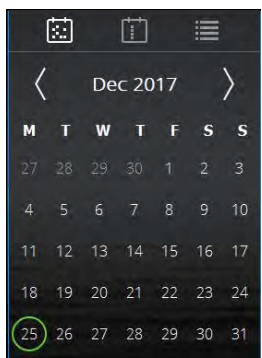 Dec 2017
M T W T F S S
27 28 29 30 1 2 3
4 5 6 7 8 9 10
11 12 13 14 15 16 17
18 19 20 21 22 23 24
25 26 27 28 29 30 31